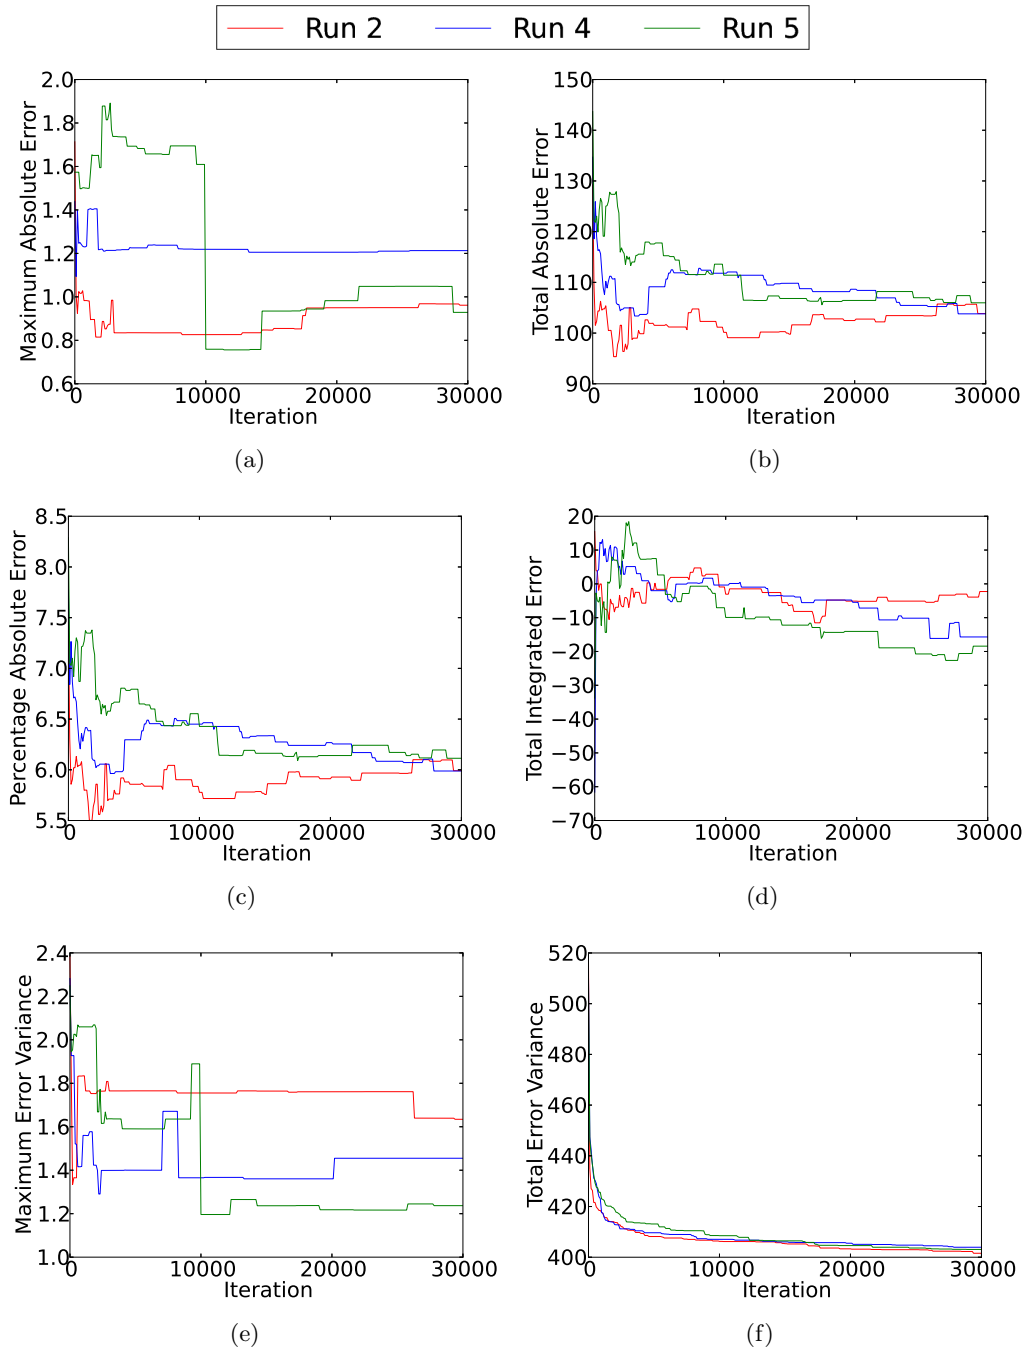 Run 2 Run 4 Run 5
2.0
1.8
1.6
1.4
1.2
1.0
0.8
0.6
Maximum Absolute Error
0 10000 20000 30000
Iteration
(a)
150
140
130
120
110
100
90
Total Absolute Error
0 10000 20000 30000
Iteration
(b)
8.5
8.0
7.5
7.0
6.5
6.0
5.5
Percentage Absolute Error
0 10000 20000 30000
Iteration
(c)
20
10
0
−10
−20
−30
−40
−50
−60
−70
Total Integrated Error
0 10000 20000 30000
Iteration
(d)
2.4
2.2
2.0
1.8
1.6
1.4
1.2
1.0
Maximum Error Variance
0 10000 20000 30000
Iteration
(e)
520
500
480
460
440
420
400
Total Error Variance
0 10000 20000 30000
Iteration
(f)